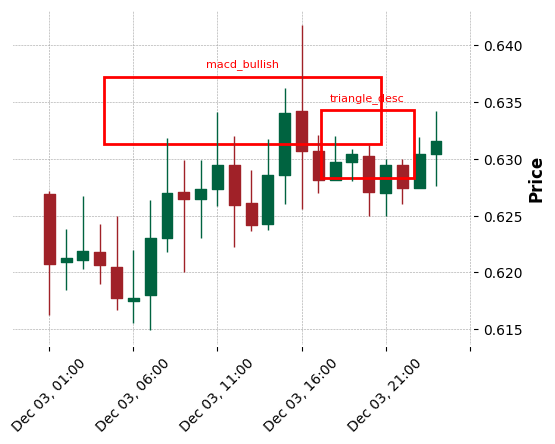 macd_bullish
triangle_desc
0.640
0.635
0.630
0.625
0.620
0.615
Price
Dec 03, 01:00
Dec 03, 06:00
Dec 03, 11:00
Dec 03, 16:00
Dec 03, 21:00